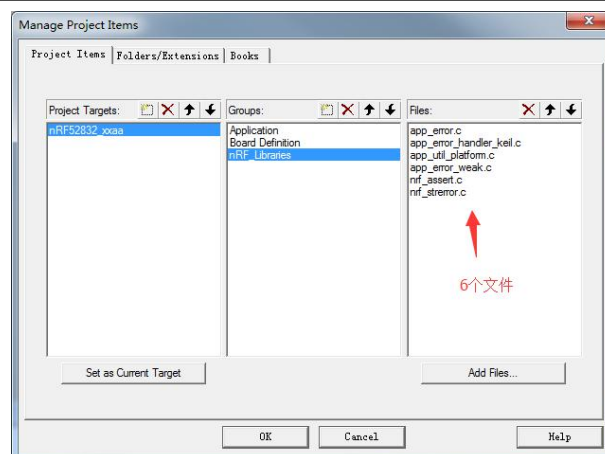 Manage Project Items
Project Items Folders/Extensions Books
Project Targets:
nRF52832_xxaa
Groups:
Application
Board Definition
nRF_Libraries
Files:
app_error.c
app_error_handler_keil.c
app_util_platform.c
app_error_weak.c
nrf_assert.c
nrf_strerror.c
6个文件
Set as Current Target
Add Files...
OK Cancel Help